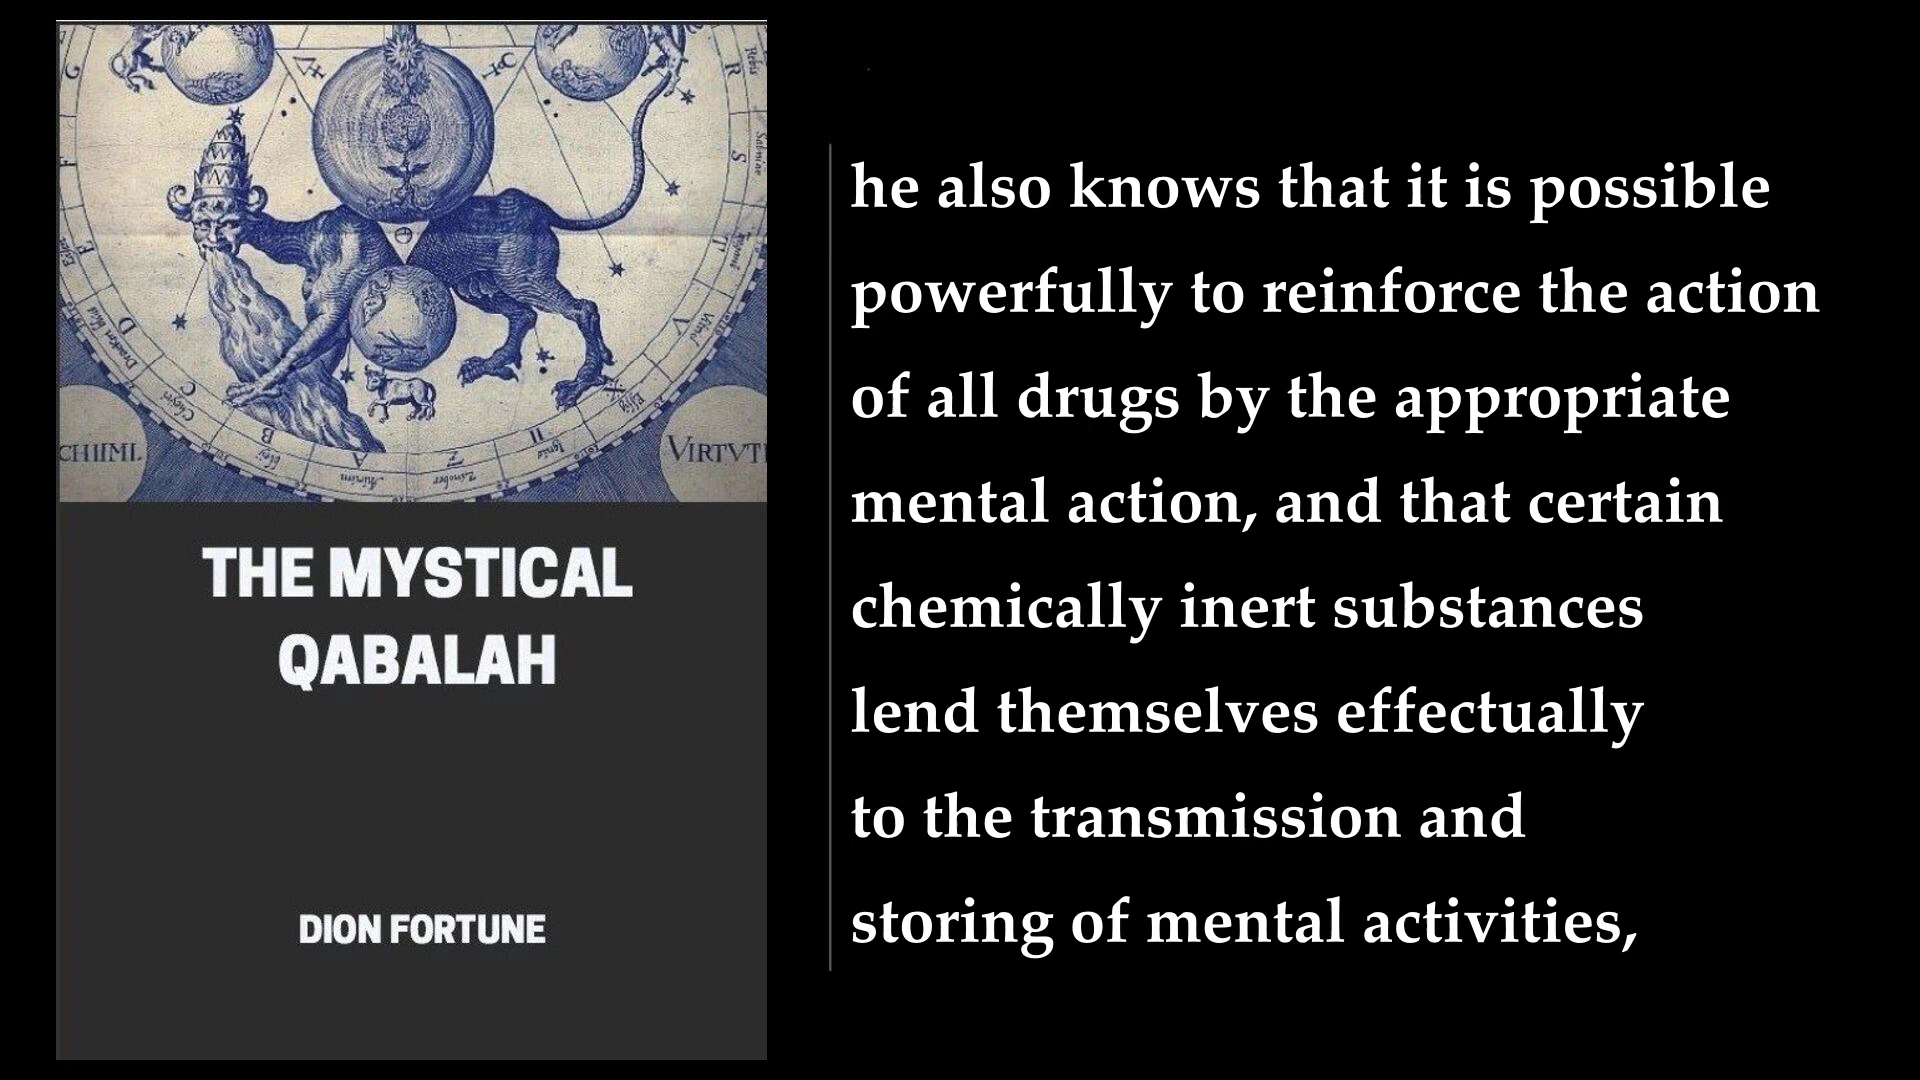 THE MYSTICAL
QABALAH
DION FORTUNE
he also knows that it is possible
powerfully to reinforce the action
of all drugs by the appropriate
mental action, and that certain
chemically inert substances
lend themselves effectually
to the transmission and
storing of mental activities,
CHIIMI.
VIRTVTI